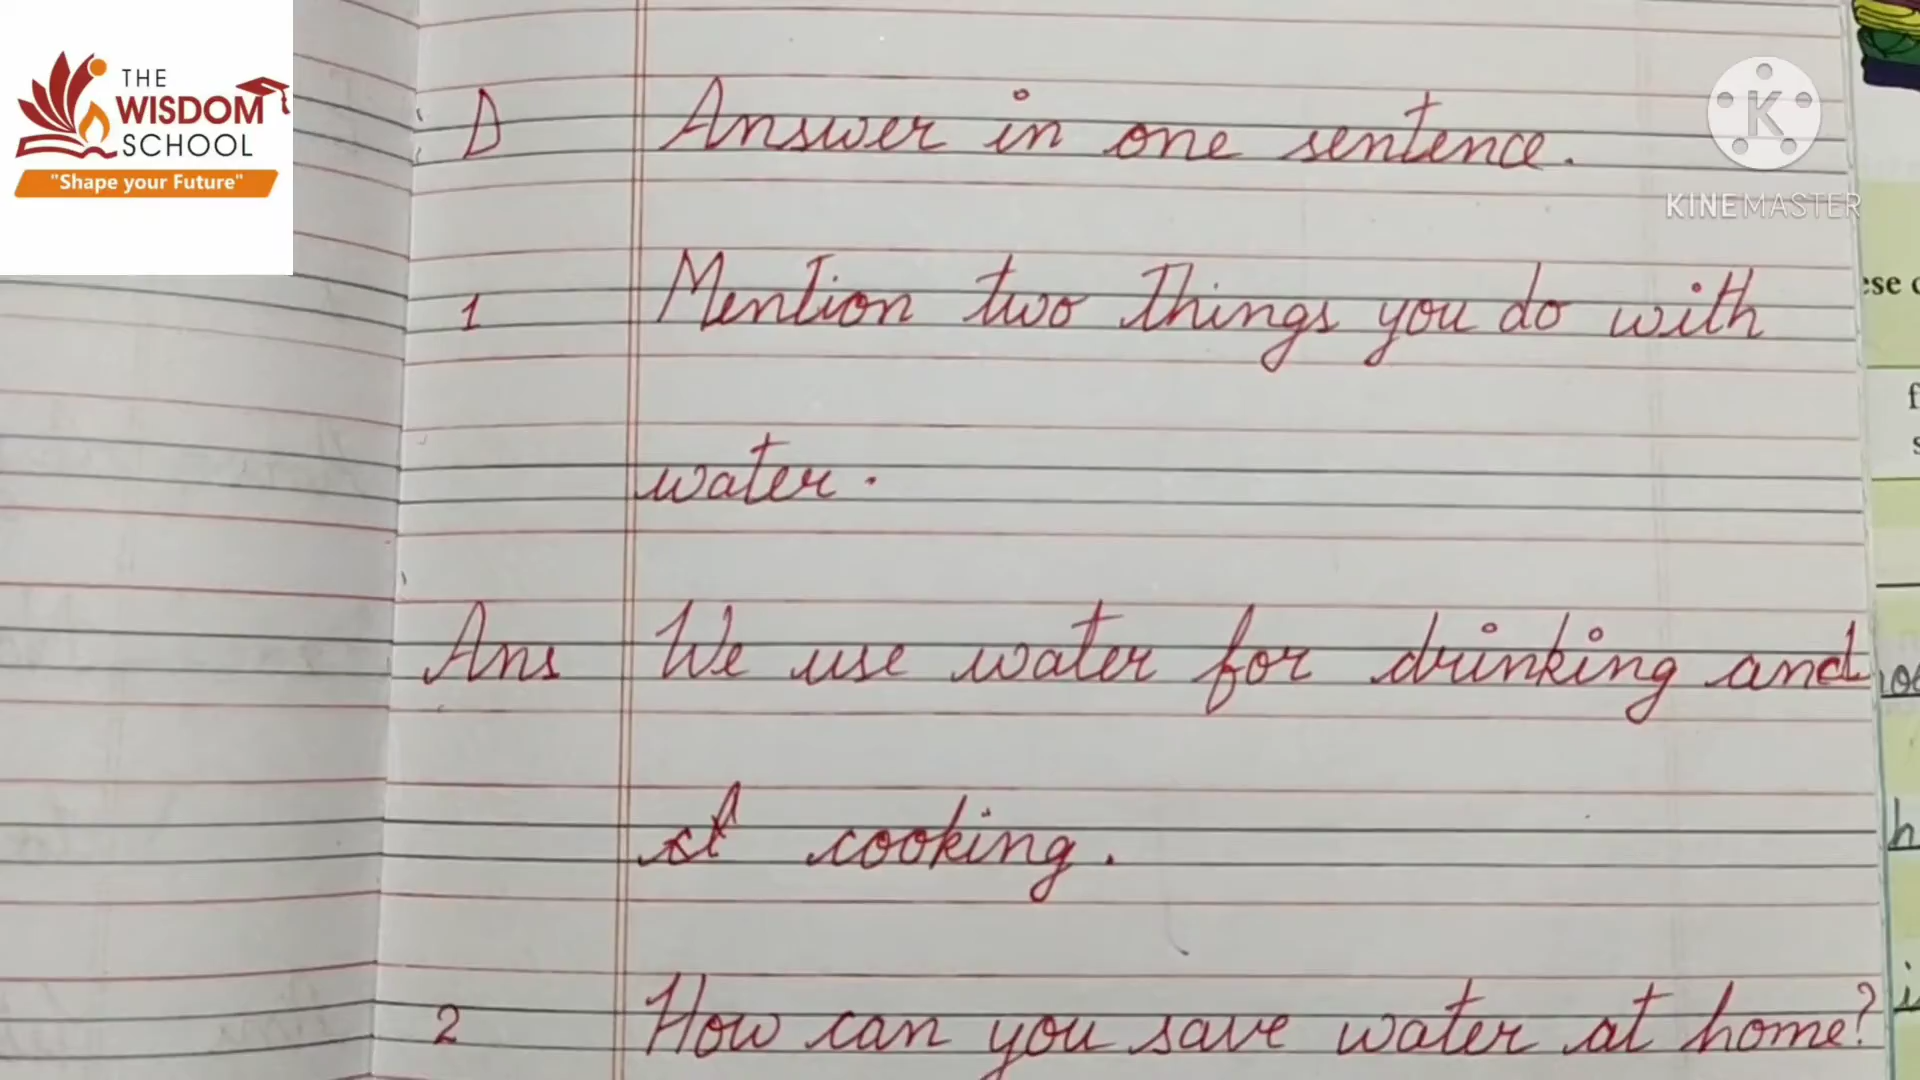 THE
WISDOM
SCHOOL
"Shape your Future"
KINEMASTER
D Answer in one sentence.
1 Mention two things you do with
water.
Ans We use water for drinking and
cooking.
2 How can you save water at home?